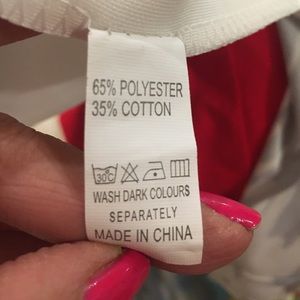 65% POLYESTER
35% COTTON
30°C
WASH DARK COLOURS
SEPARATELY
MADE IN CHINA